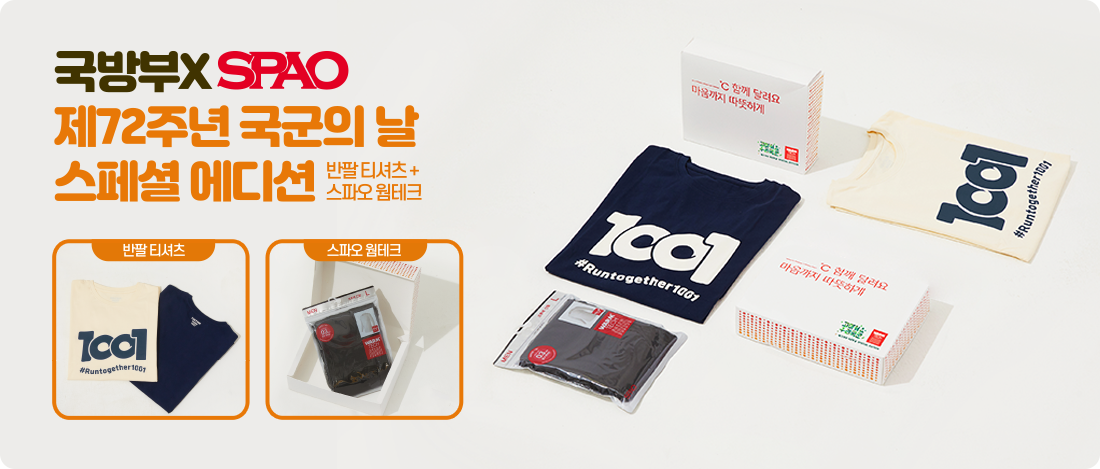 국방부X SPAO
제72주년 국군의 날
스페셜 에디션 반팔 티셔츠 +
스파오 웜테크
반팔 티셔츠
스파오 웜테크
1001
#Runtogether1001
MEN
L
WARMTECH
℃ 함께 달려요
마음까지 따뜻하게
1001
#Runtogether1001
1001
#Runtogether1001
℃ 함께 달려요
마음까지 따뜻하게
MEN
L